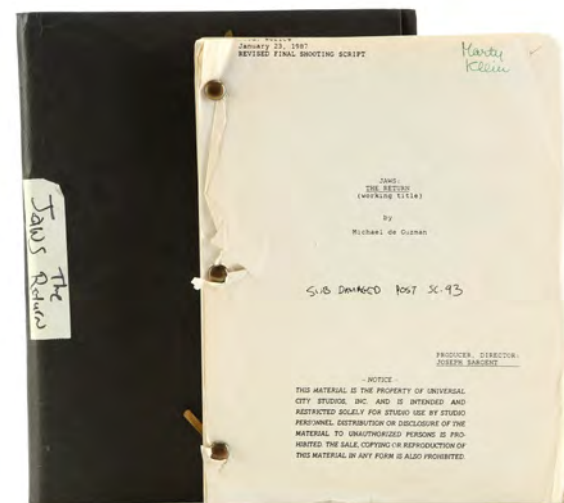 January 23, 1987
REVISED FINAL SHOOTING SCRIPT
Marty
Klein
JAWS:
THE RETURN
(working title)
by
Michael de Guzman
SUB DAMAGED POST SC. 93
PRODUCER, DIRECTOR:
JOSEPH SARGENT
- NOTICE -
THIS MATERIAL IS THE PROPERTY OF UNIVERSAL
CITY STUDIOS, INC. AND IS INTENDED AND
RESTRICTED SOLELY FOR STUDIO USE BY STUDIO
PERSONNEL. DISTRIBUTION OR DISCLOSURE OF THE
MATERIAL TO UNAUTHORIZED PERSONS IS PRO-
HIBITED. THE SALE, COPYING OR REPRODUCTION OF
THIS MATERIAL IN ANY FORM IS ALSO PROHIBITED.
JAWS The
Return